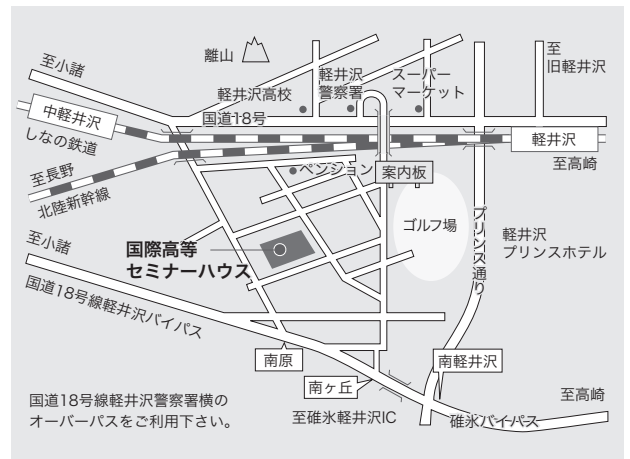 至小諸
離山
軽井沢高校
軽井沢
警察署
スーパー
マーケット
至
旧軽井沢
中軽井沢
国道18号
しなの鉄道
軽井沢
至高崎
至長野
北陸新幹線
ペンション
案内板
ゴルフ場
プリンス通り
軽井沢
プリンスホテル
国際高等
セミナーハウス
至小諸
国道18号線軽井沢バイパス
南原
南軽井沢
南ヶ丘
至高崎
至碓氷軽井沢IC
碓氷バイパス
国道18号線軽井沢警察署横の
オーバーパスをご利用下さい。